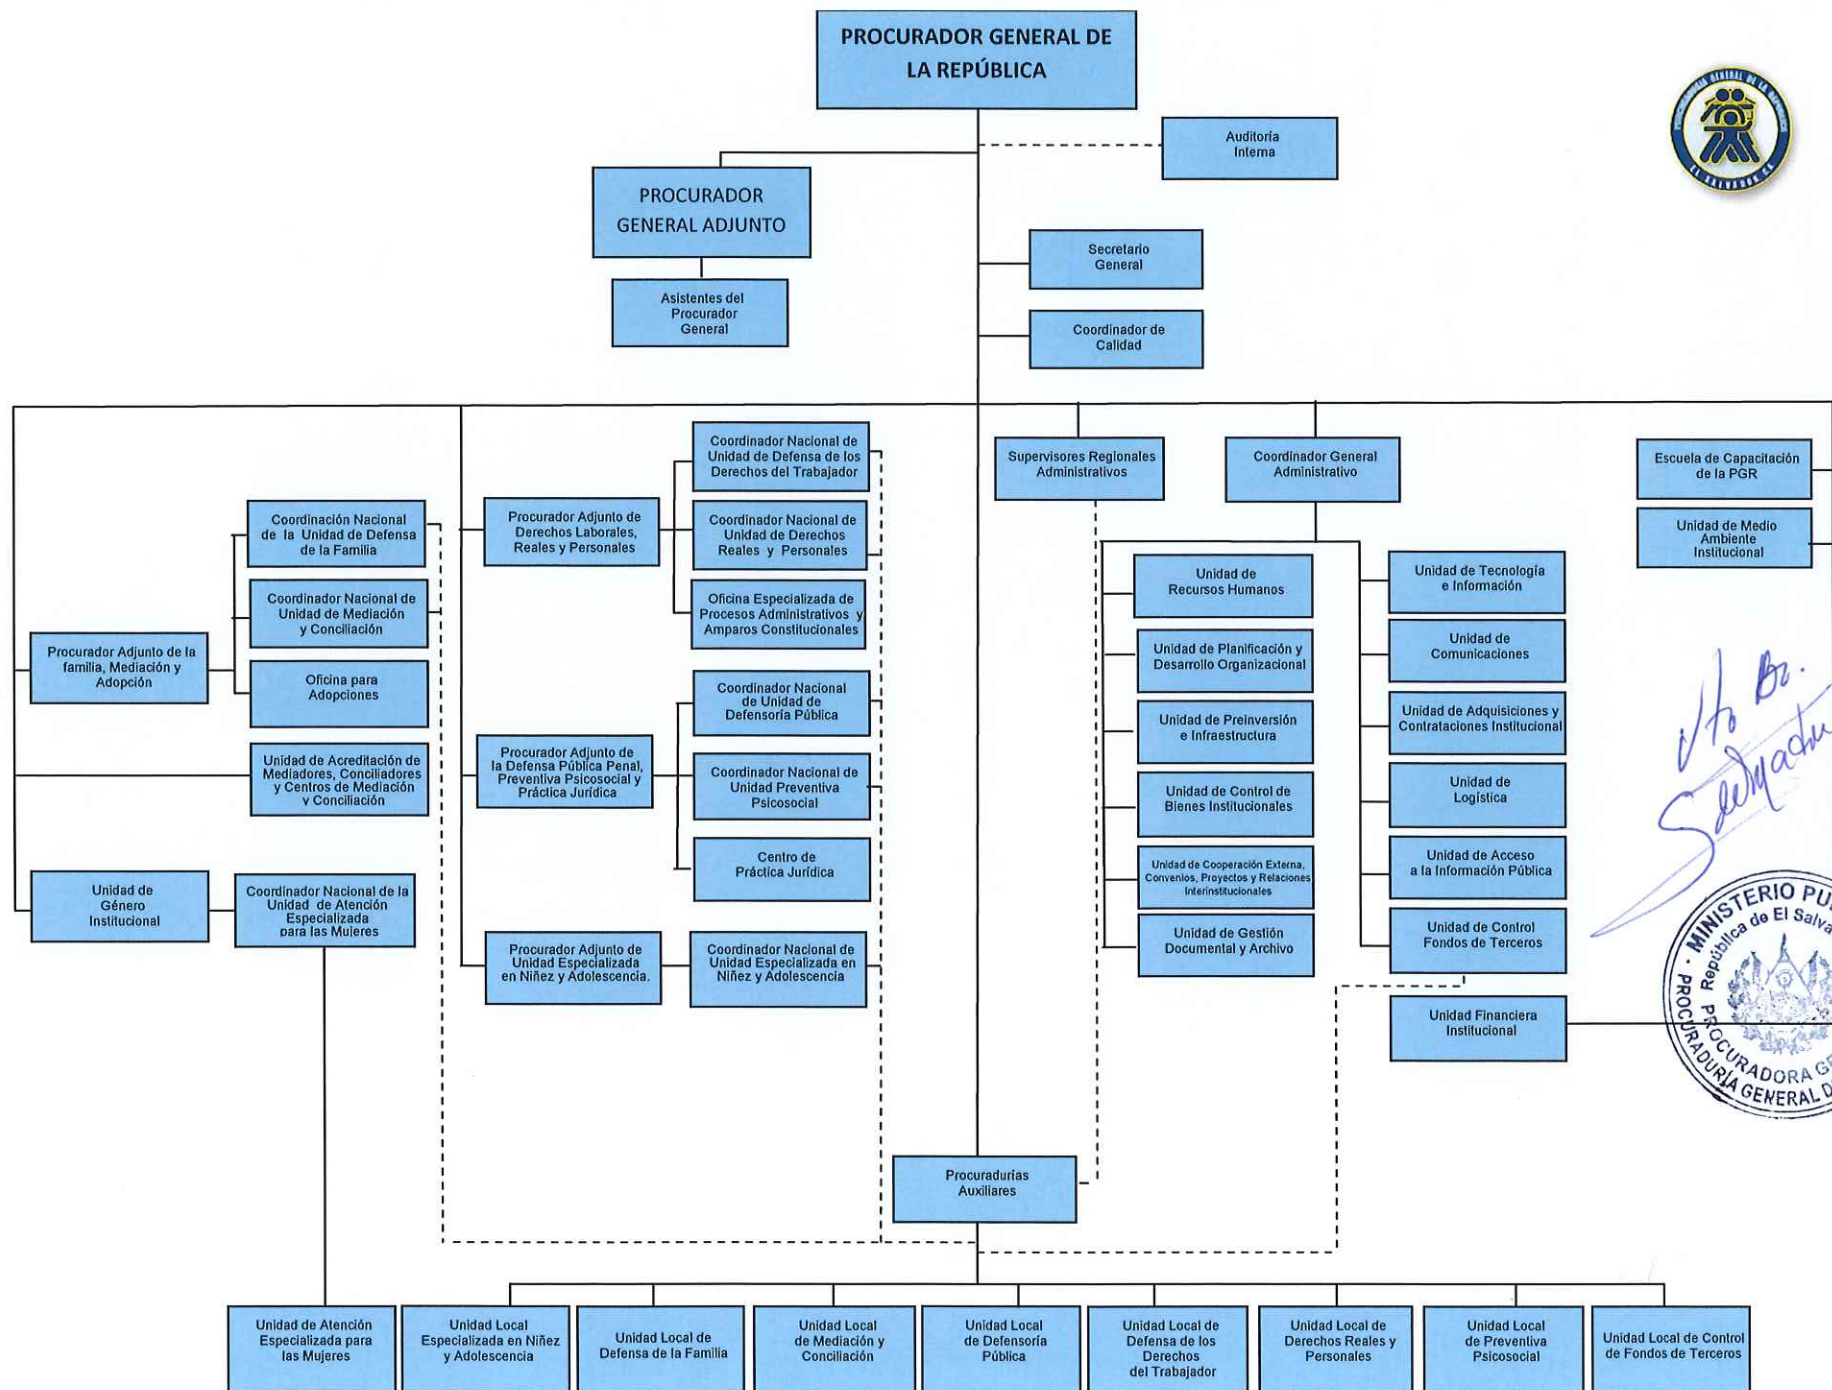 PROCURADOR GENERAL DE
LA REPÚBLICA
Auditoría
Interna
PROCURADOR
GENERAL ADJUNTO
Asistentes del
Procurador
General
Secretario
General
Coordinador de
Calidad
Coordinación Nacional
de la Unidad de Defensa
de la Familia
Coordinador Nacional de
Unidad de Mediación
y Conciliación
Procurador Adjunto de la
familia, Mediación y
Adopción
Oficina para
Adopciones
Unidad de Acreditación de
Mediadores, Conciliadores
y Centros de Mediación
y Conciliación
Unidad de
Género
Institucional
Coordinador Nacional de la
Unidad de Atención
Especializada
para las Mujeres
Coordinador Nacional de
Unidad de Defensa de los
Derechos del Trabajador
Procurador Adjunto de
Derechos Laborales,
Reales y Personales
Coordinador Nacional de
Unidad de Derechos
Reales y Personales
Oficina Especializada de
Procesos Administrativos y
Amparos Constitucionales
Coordinador Nacional
de Unidad de
Defensoría Pública
Procurador Adjunto de
la Defensa Pública Penal,
Preventiva Psicosocial y
Práctica Jurídica
Coordinador Nacional de
Unidad Preventiva
Psicosocial
Centro de
Práctica Jurídica
Procurador Adjunto de
Unidad Especializada
en Niñez y Adolescencia.
Coordinador Nacional de
Unidad Especializada en
Niñez y Adolescencia
Supervisores Regionales
Administrativos
Coordinador General
Administrativo
Unidad de
Recursos Humanos
Unidad de Planificación y
Desarrollo Organizacional
Unidad de Preinversión
e Infraestructura
Unidad de Control de
Bienes Institucionales
Unidad de Cooperación Externa,
Convenios, Proyectos y Relaciones
Interinstitucionales
Unidad de Gestión
Documental y Archivo
Unidad de Tecnología
e Información
Unidad de
Comunicaciones
Unidad de Adquisiciones y
Contrataciones Institucional
Unidad de
Logística
Unidad de Acceso
a la Información Pública
Unidad de Control
Fondos de Terceros
Unidad Financiera
Institucional
Escuela de Capacitación
de la PGR
Unidad de Medio
Ambiente
Institucional
Vto Bo.
MINISTERIO PU
República de El Salva
PROCURADORA GE
PROCURADURÍA GENERAL D
Procuradurías
Auxiliares
Unidad de Atención
Especializada para
las Mujeres
Unidad Local
Especializada en Niñez
y Adolescencia
Unidad Local de
Defensa de la Familia
Unidad Local
de Mediación y
Conciliación
Unidad Local
de Defensoría
Pública
Unidad Local de
Defensa de los
Derechos
del Trabajador
Unidad Local de
Derechos Reales y
Personales
Unidad Local
de Preventiva
Psicosocial
Unidad Local de Control
de Fondos de Terceros